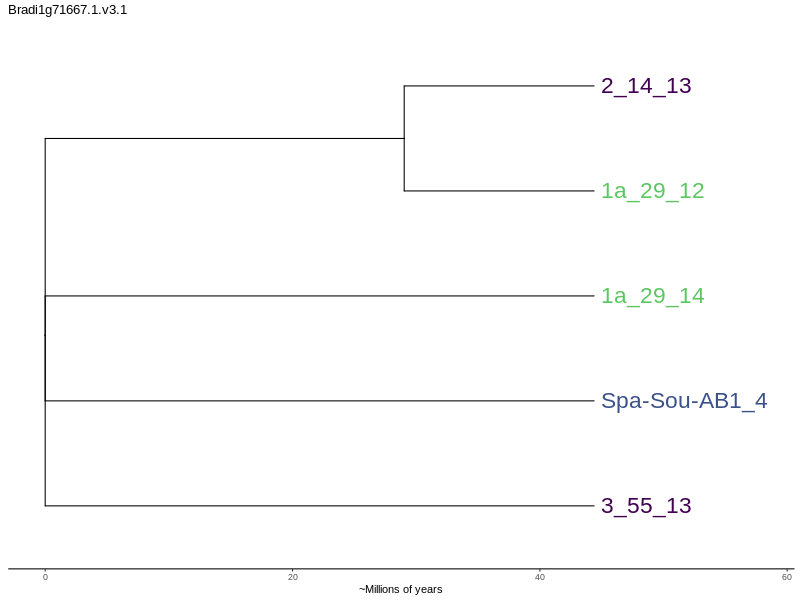 Bradi1g71667.1.v3.1
2_14_13
1a_29_12
1a_29_14
Spa-Sou-AB1_4
3_55_13
0 20 40 60
~Millions of years